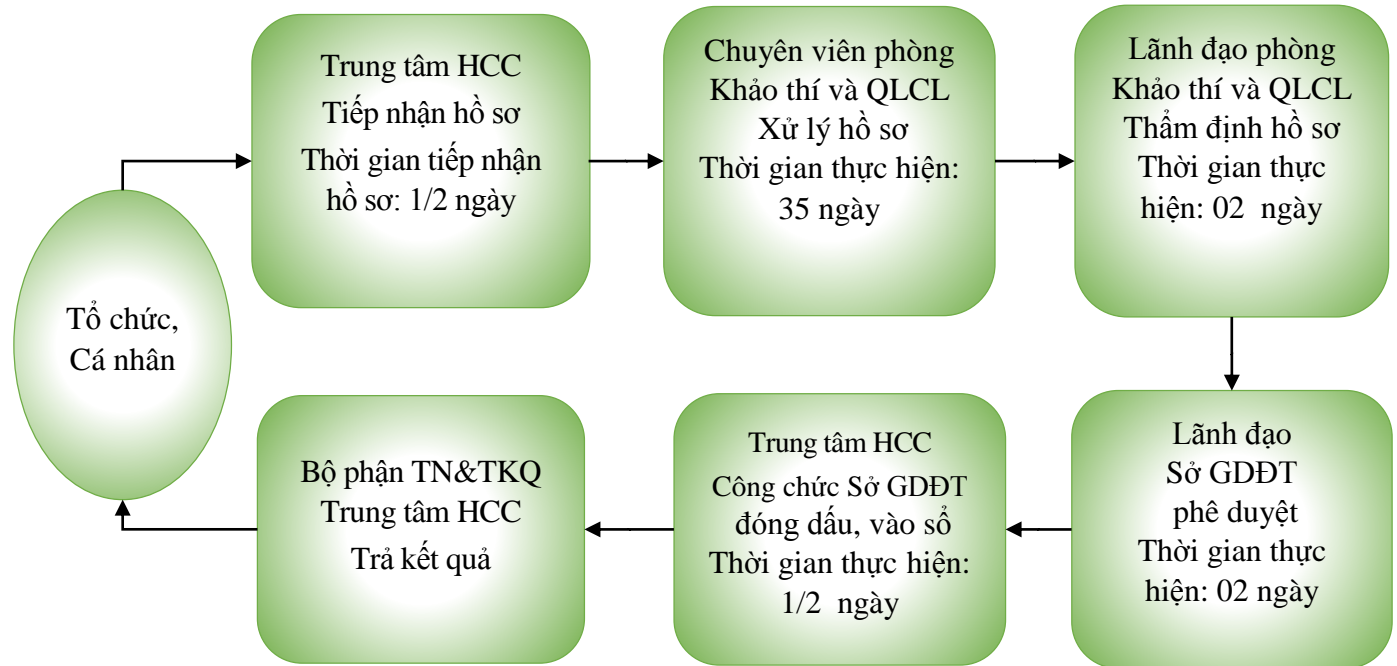 Tổ chức,
Cá nhân
Trung tâm HCC
Tiếp nhận hồ sơ
Thời gian tiếp nhận
hồ sơ: 1/2 ngày
Chuyên viên phòng
Khảo thí và QLCL
Xử lý hồ sơ
Thời gian thực hiện:
35 ngày
Lãnh đạo phòng
Khảo thí và QLCL
Thẩm định hồ sơ
Thời gian thực
hiện: 02 ngày
Lãnh đạo
Sở GDĐT
phê duyệt
Thời gian thực
hiện: 02 ngày
Trung tâm HCC
Công chức Sở GDĐT
đóng dấu, vào sổ
Thời gian thực hiện:
1/2 ngày
Bộ phận TN&TKQ
Trung tâm HCC
Trả kết quả